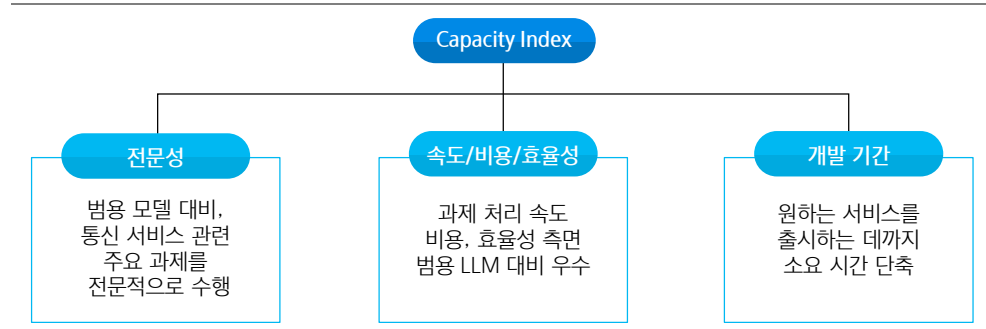 Capacity Index
전문성
범용 모델 대비,
통신 서비스 관련
주요 과제를
전문적으로 수행
속도/비용/효율성
과제 처리 속도
비용, 효율성 측면
범용 LLM 대비 우수
개발 기간
원하는 서비스를
출시하는 데까지
소요 시간 단축